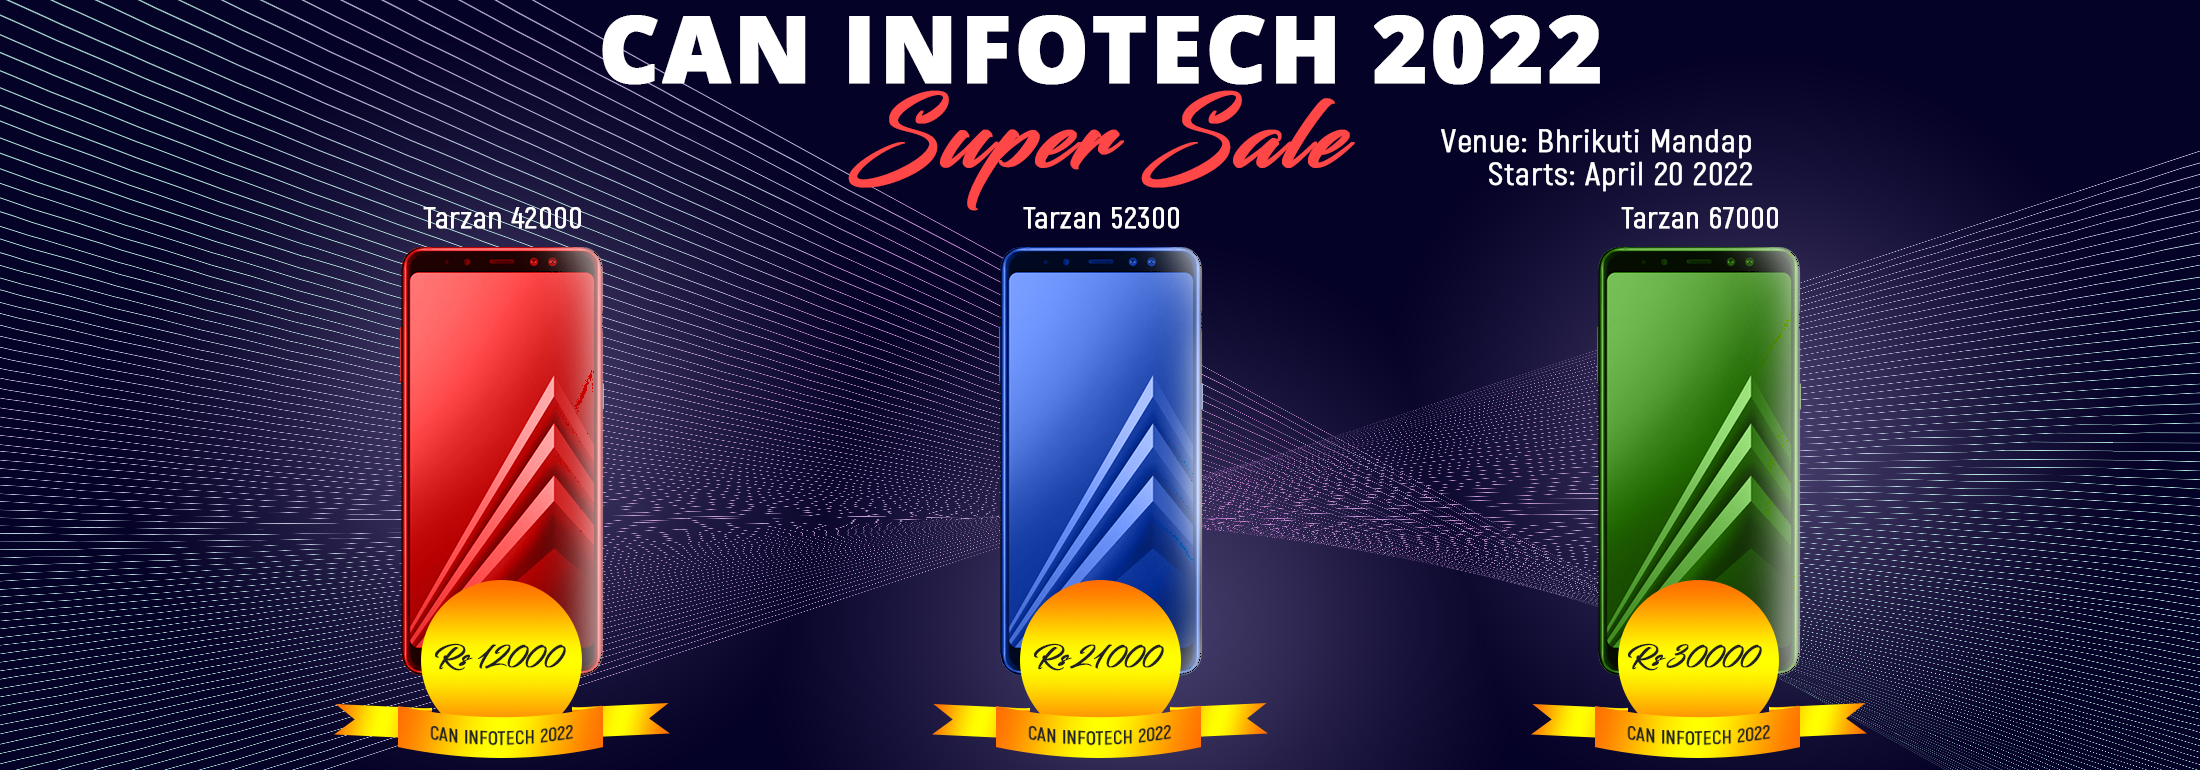 CAN INFOTECH 2022
Super Sale
Venue: Bhrikuti Mandap
Starts: April 20 2022
Tarzan 42000
Tarzan 52300
Tarzan 67000
Rs 12000
Rs 21000
Rs 30000
CAN INFOTECH 2022
CAN INFOTECH 2022
CAN INFOTECH 2022